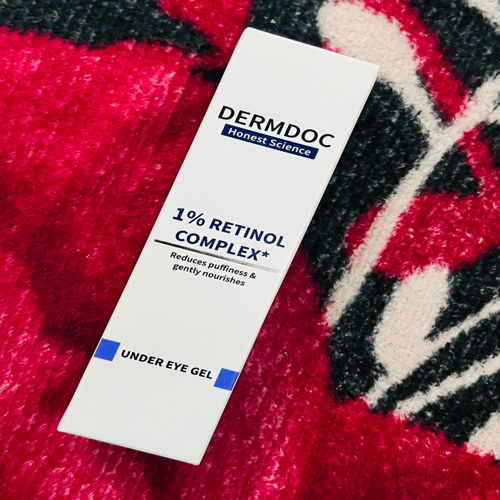 DERMDOC
Honest Science
1% RETINOL
COMPLEX*
Reduces puffiness &
gently nourishes
UNDER EYE GEL